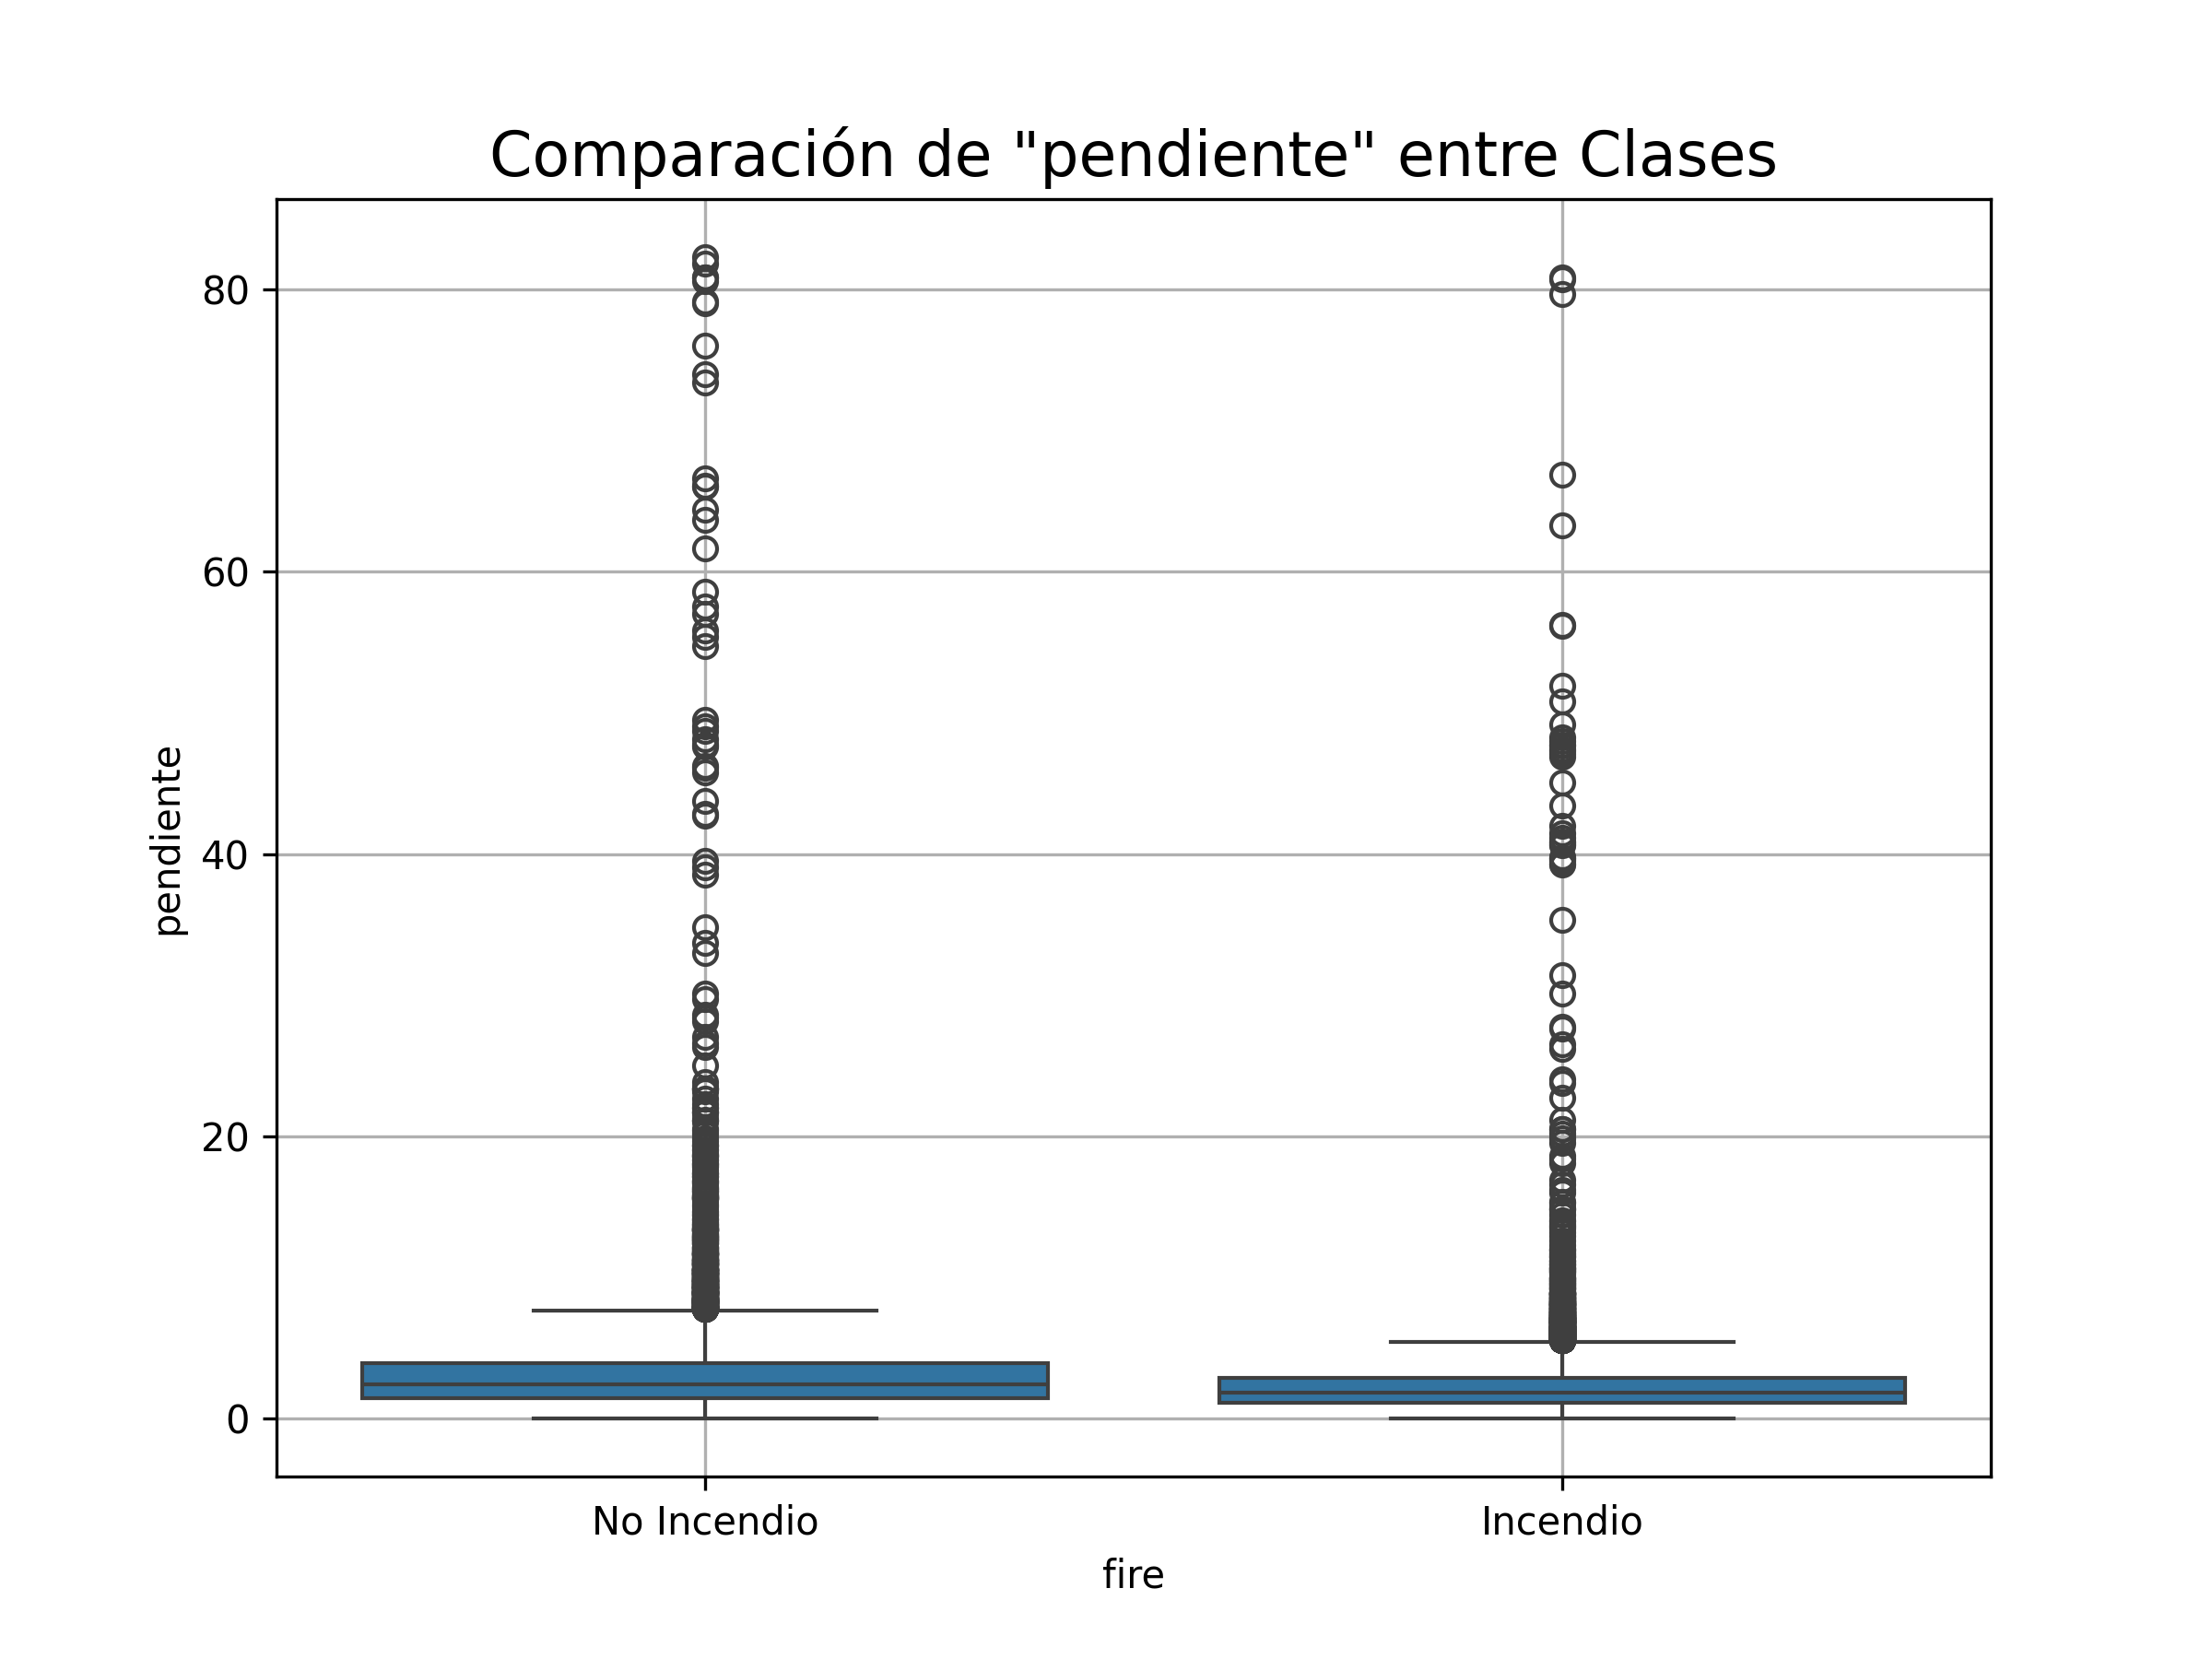 Comparación de "pendiente" entre Clases
pendiente
80
60
40
20
0
No Incendio
Incendio
fire